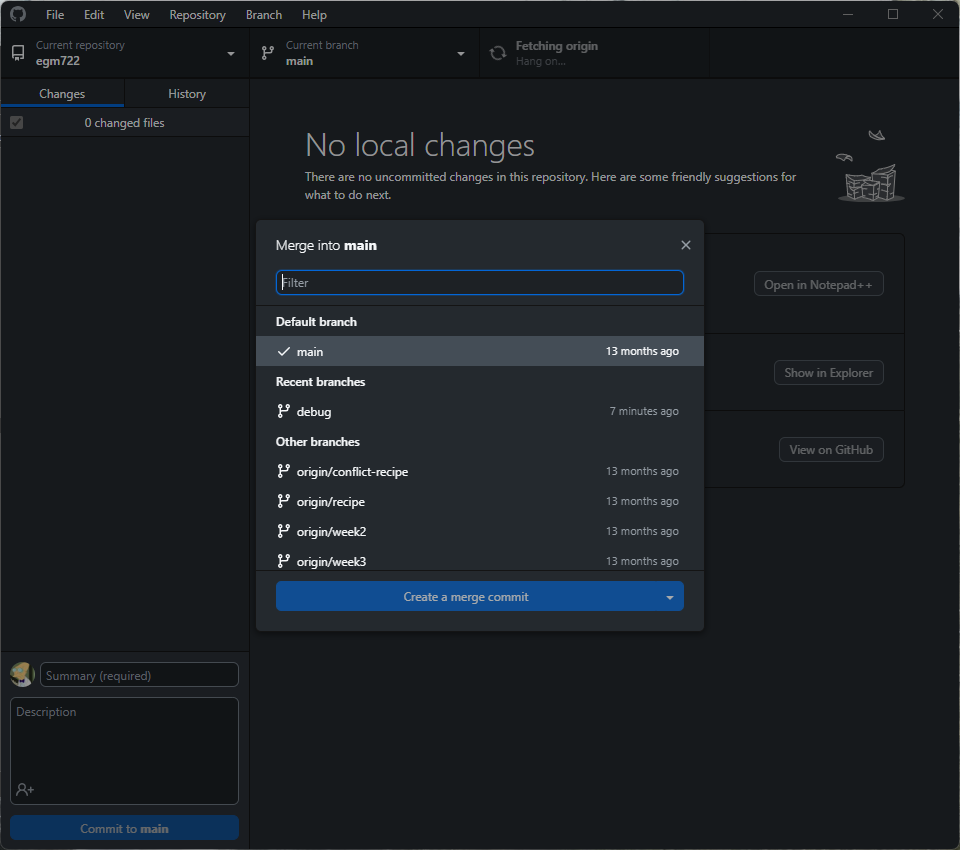 File Edit View Repository Branch Help
Current repository
egm722
Current branch
main
Fetching origin
Hang on...
Changes History
0 changed files
No local changes
There are no uncommitted changes in this repository. Here are some friendly suggestions for
what to do next.
Merge into main
Filter
Default branch
main 13 months ago
Recent branches
debug 7 minutes ago
Other branches
origin/conflict-recipe 13 months ago
origin/recipe 13 months ago
origin/week2 13 months ago
origin/week3 13 months ago
Create a merge commit
Open in Notepad++
Show in Explorer
View on GitHub
Summary (required)
Description
Commit to main